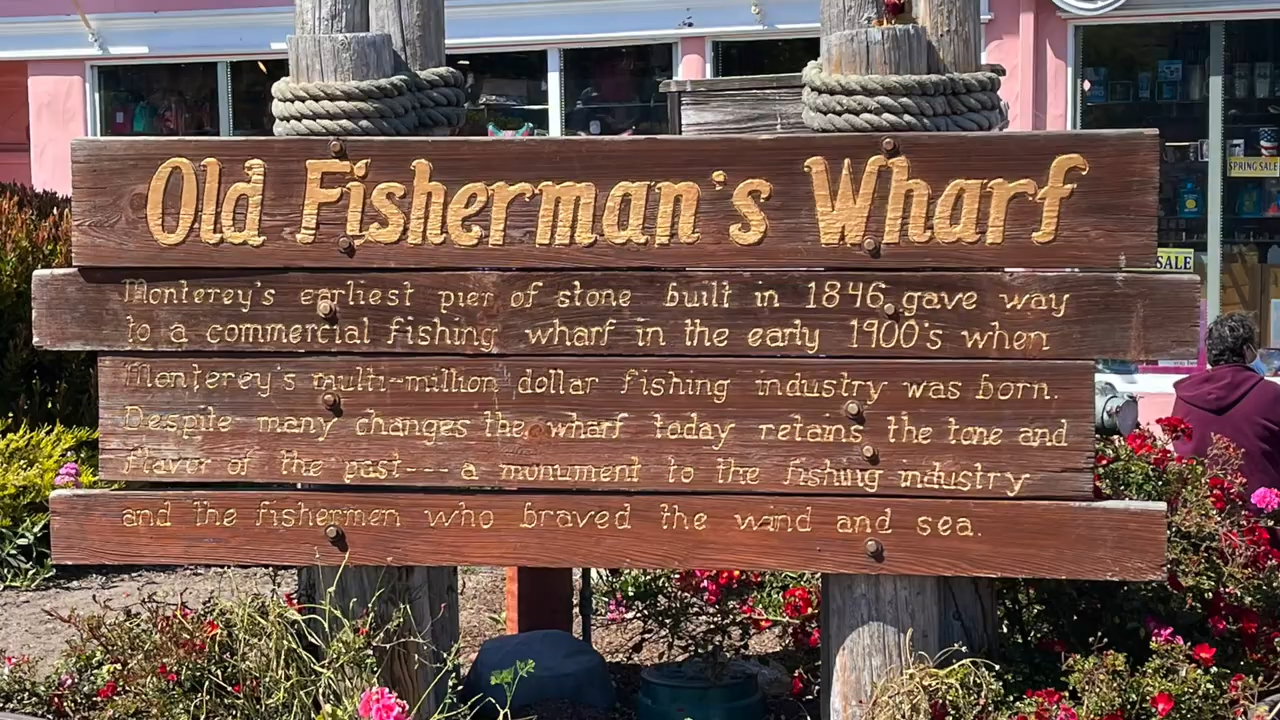 Old Fisherman's Wharf
Monterey's earliest pier of stone built in 1846 gave way
to a commercial fishing wharf in the early 1900's when
Monterey's multi-million dollar fishing industry was born.
Despite many changes the wharf today retains the tone and
flavor of the past--- a monument to the fishing industry
and the fishermen who braved the wind and sea.
SPRING SALE
SALE